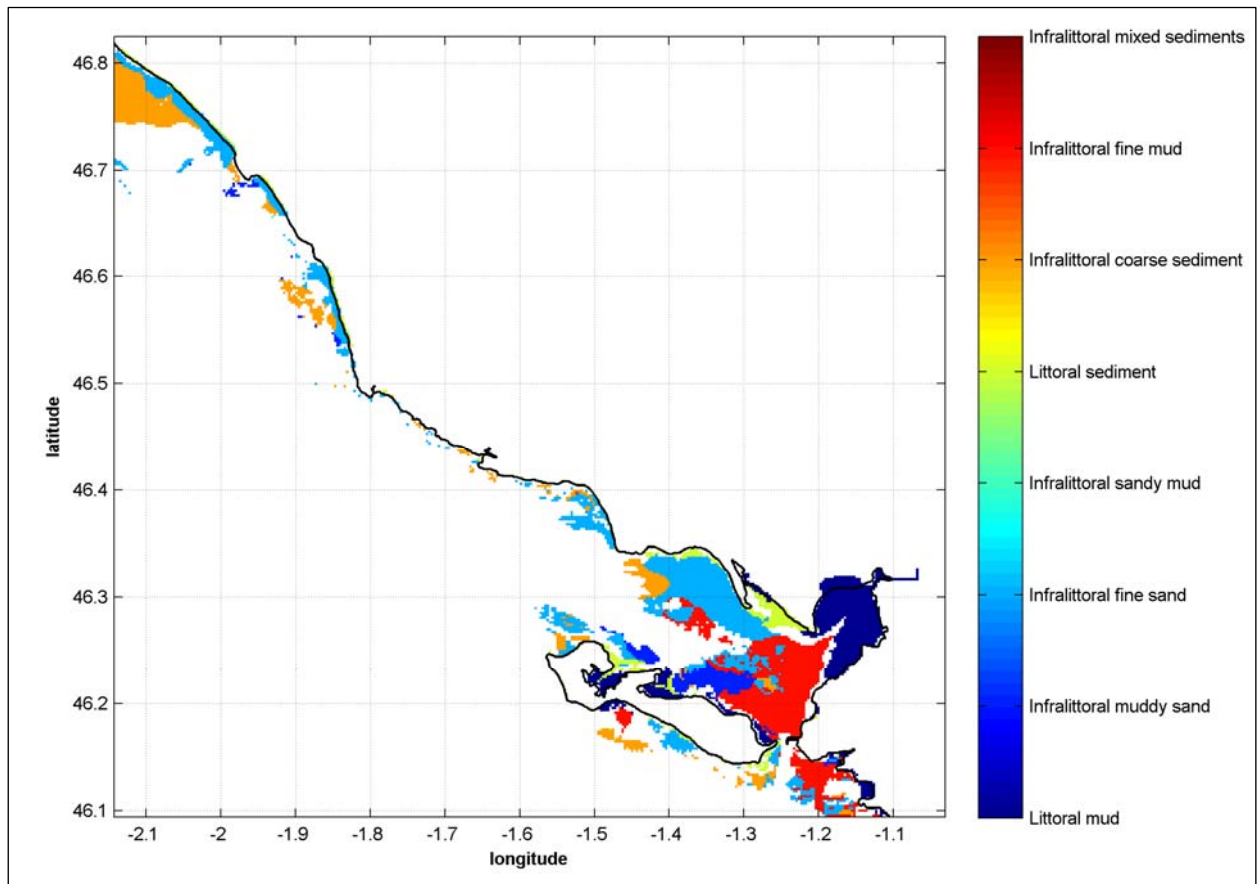 46.8
46.7
46.6
46.5
46.4
46.3
46.2
46.1
latitude
-2.1 -2 -1.9 -1.8 -1.7 -1.6 -1.5 -1.4 -1.3 -1.2 -1.1
longitude
Infralittoral mixed sediments
Infralittoral fine mud
Infralittoral coarse sediment
Littoral sediment
Infralittoral sandy mud
Infralittoral fine sand
Infralittoral muddy sand
Littoral mud